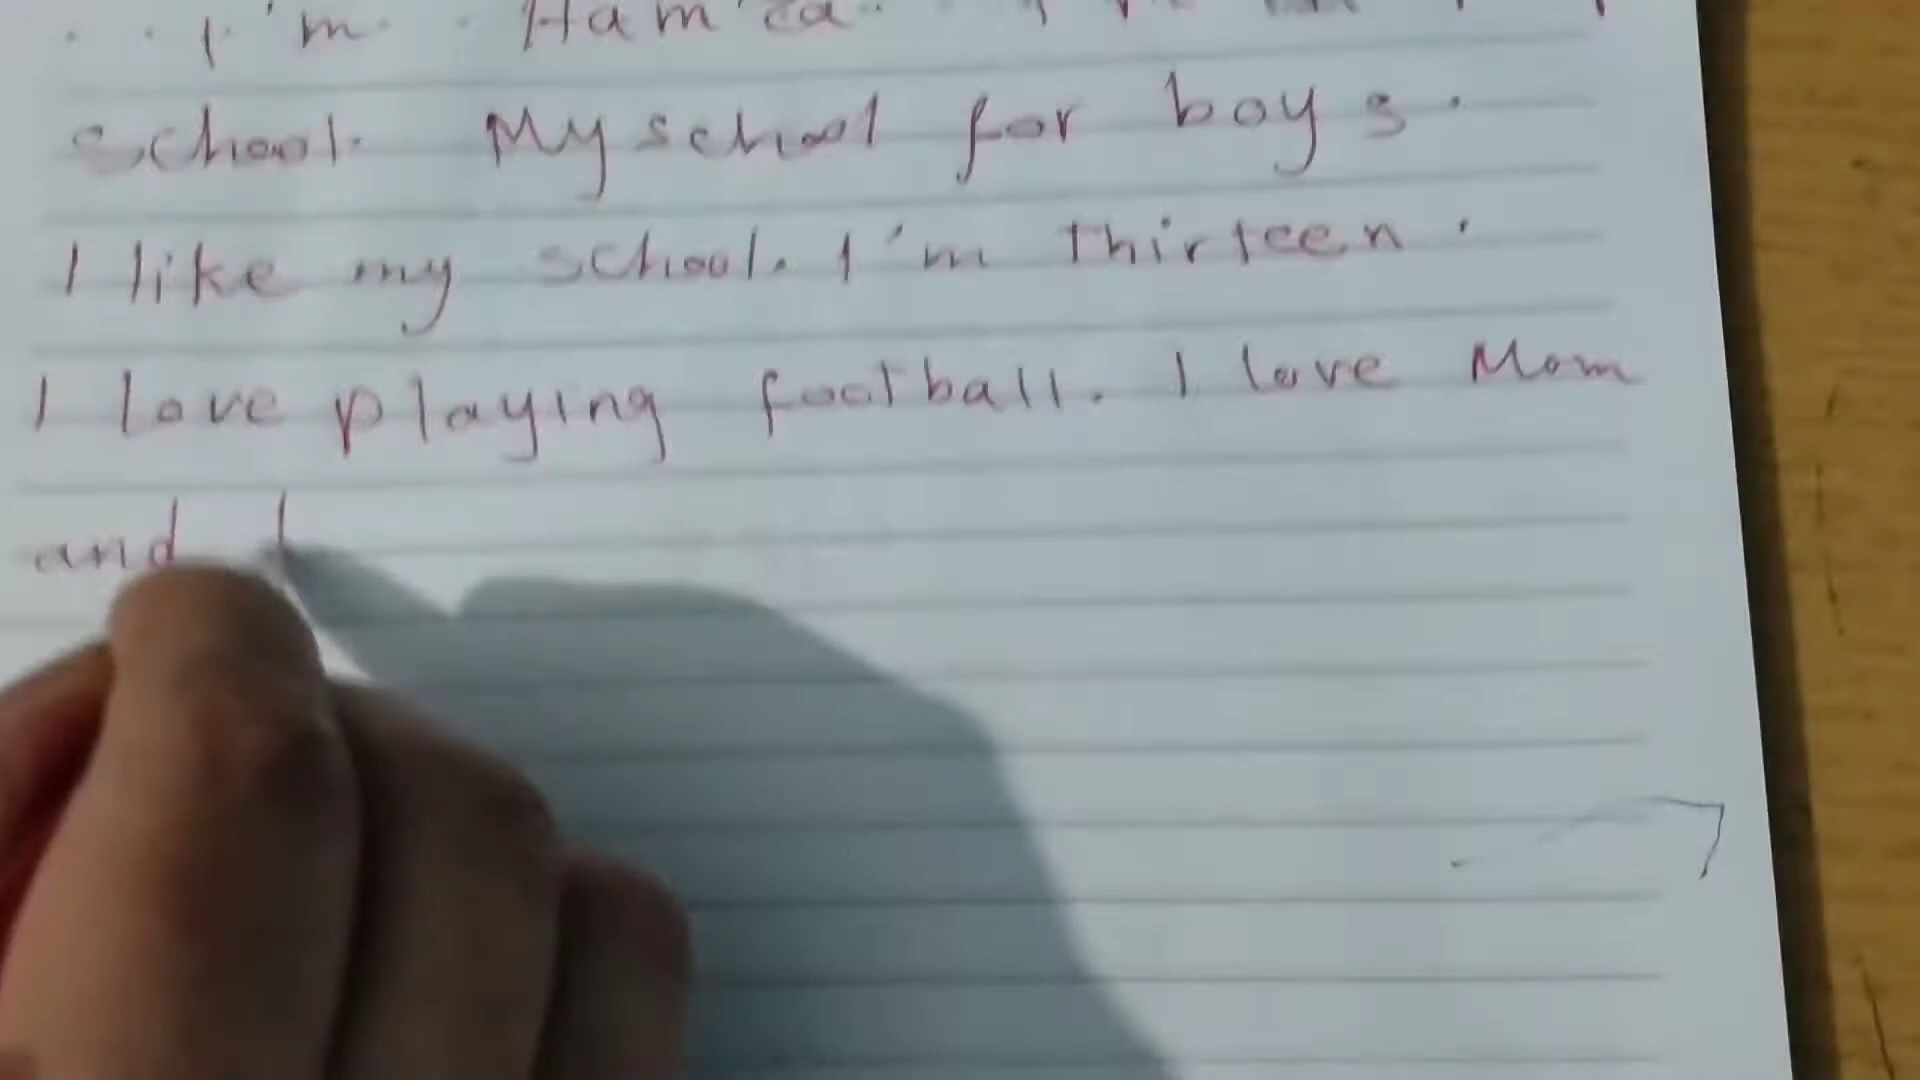 I'm Hamza.
school. My school for boys.
I like my school. I'm thirteen.
I love playing football. I love Mom
and